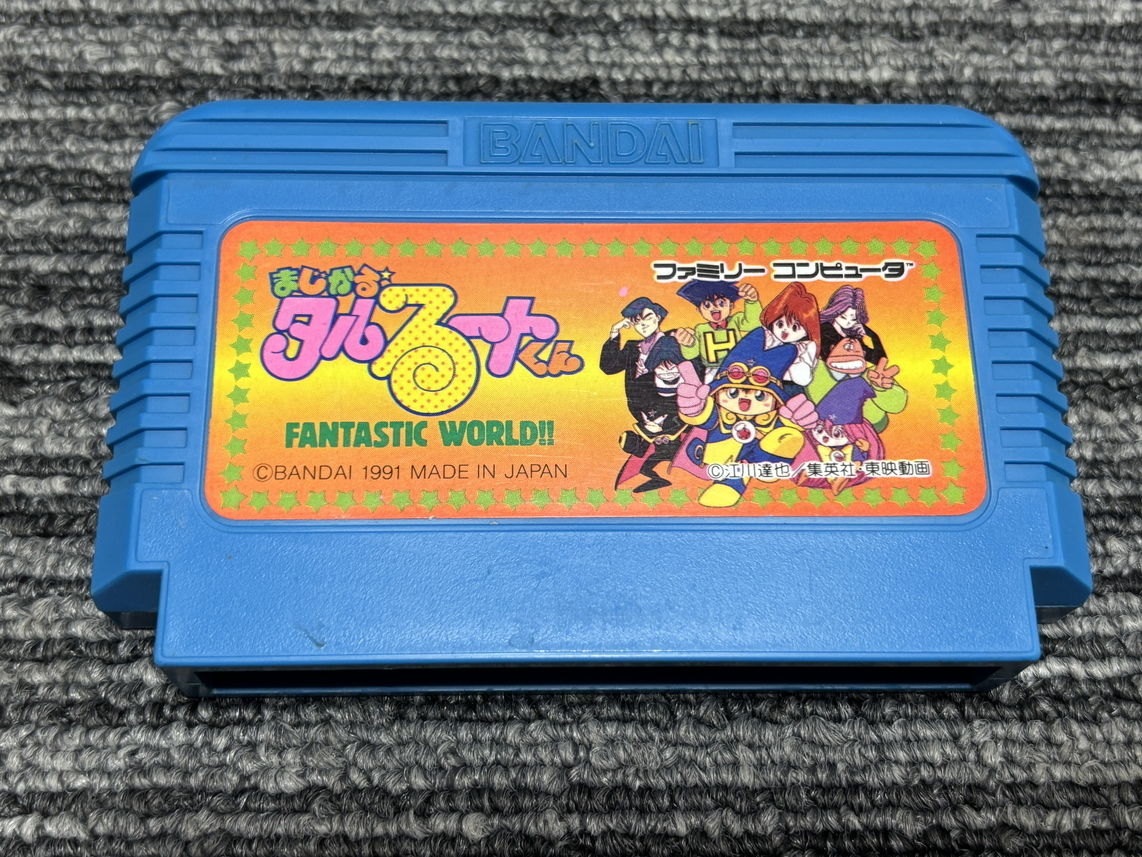 BANDAI
まじかる☆
タルるートくん
FANTASTIC WORLD!!
©BANDAI 1991 MADE IN JAPAN
ファミリー コンピュータ™
H
©江川達也/集英社・東映動画